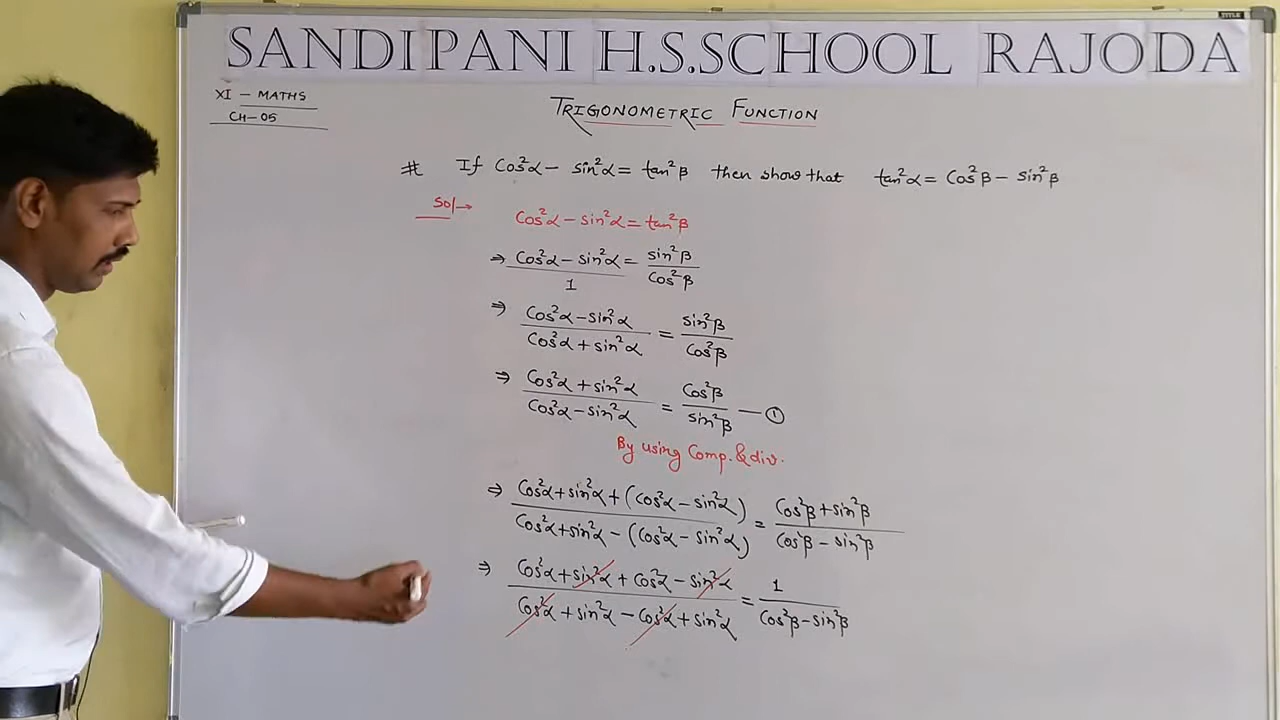 TITLE
SANDIPANI H.S.SCHOOL RAJODA
XI - MATHS
CH-05
TRIGONOMETRIC FUNCTION
# If Cos²α - sin²α = tan²β then show that tan²α = Cos²β - sin²β
Sol→ Cos²α - sin²α = tan²β
⇒ (Cos²α - sin²α)/1 = sin²β/Cos²β
⇒ (Cos²α - sin²α)/(Cos²α + sin²α) = sin²β/Cos²β
⇒ (Cos²α + sin²α)/(Cos²α - sin²α) = Cos²β/sin²β — ①
By using Comp. & div.
⇒ (Cos²α + sin²α + (Cos²α - sin²α))/(Cos²α + sin²α - (Cos²α - sin²α)) = (Cos²β + sin²β)/(Cos²β - sin²β)
⇒ (Cos²α + sin²α + Cos²α - sin²α)/(Cos²α + sin²α - Cos²α + sin²α) = 1/(Cos²β - sin²β)